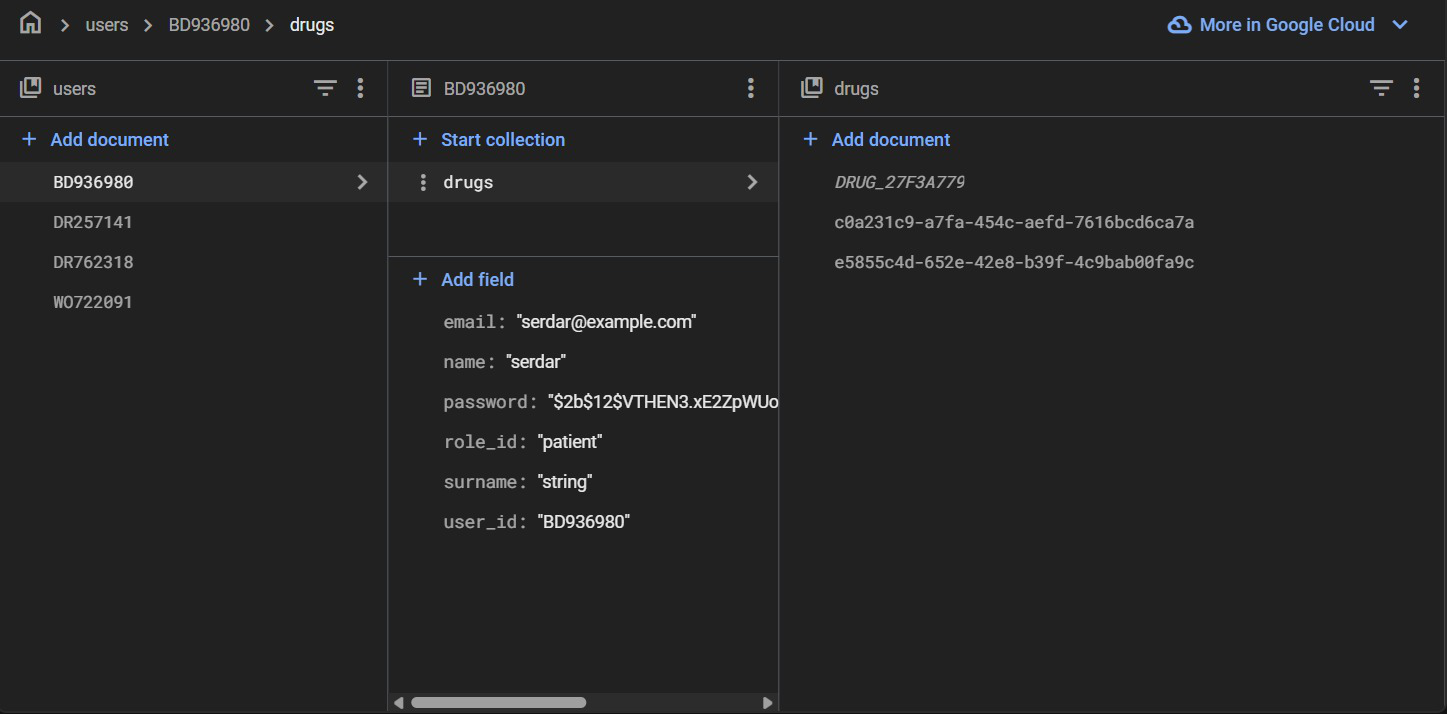 users BD936980 drugs
More in Google Cloud
users
Add document
BD936980
DR257141
DR762318
WO722091
BD936980
Start collection
drugs
Add field
email: "serdar@example.com"
name: "serdar"
password: "$2b$12$VTHEN3.xE2ZpWUo
role_id: "patient"
surname: "string"
user_id: "BD936980"
drugs
Add document
DRUG_27F3A779
c0a231c9-a7fa-454c-aefd-7616bcd6ca7a
e5855c4d-652e-42e8-b39f-4c9bab00fa9c